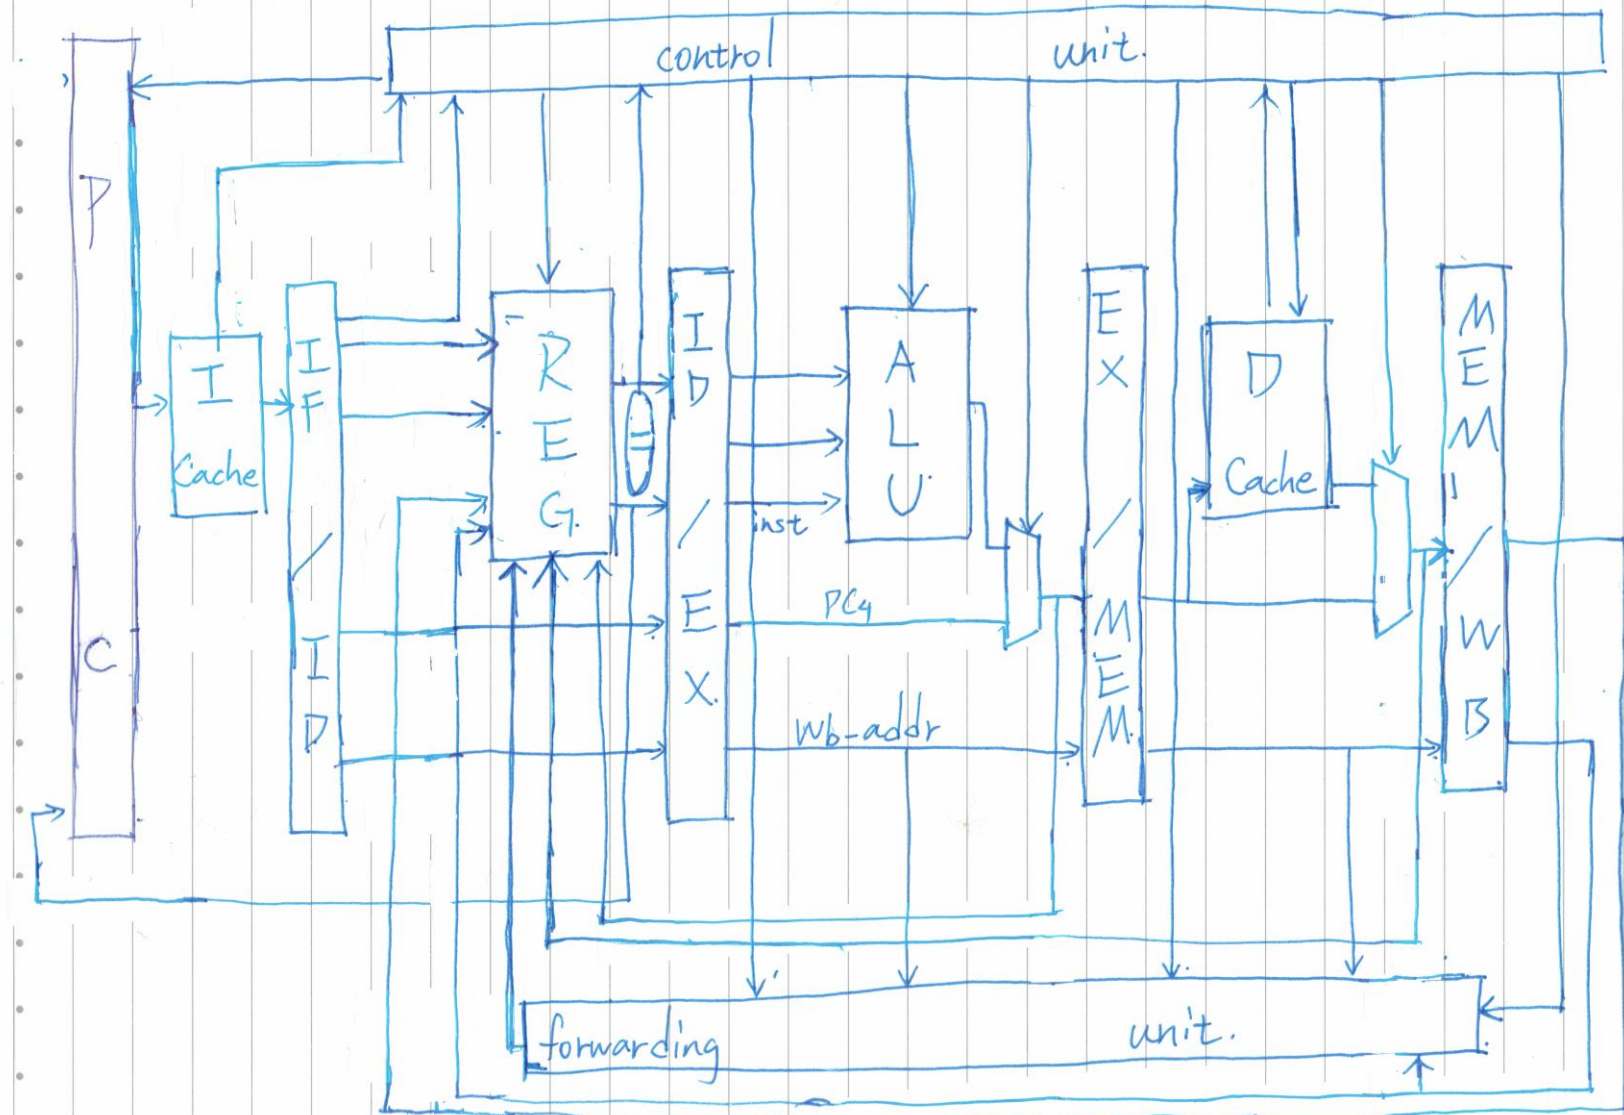 control unit.
P
C
I
Cache
IF
/
ID
REG.
=
ID
/
EX.
ALU
inst
PC4
Wb-addr
EX
/
MEM.
D
Cache
MEM
/
WB
forwarding unit.